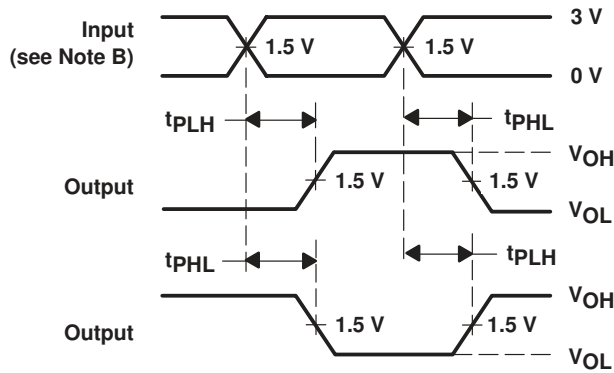 Input
(see Note B)
1.5 V
1.5 V
3 V
0 V
tPLH
tPHL
Output
1.5 V
1.5 V
VOH
VOL
tPHL
tPLH
Output
1.5 V
1.5 V
VOH
VOL